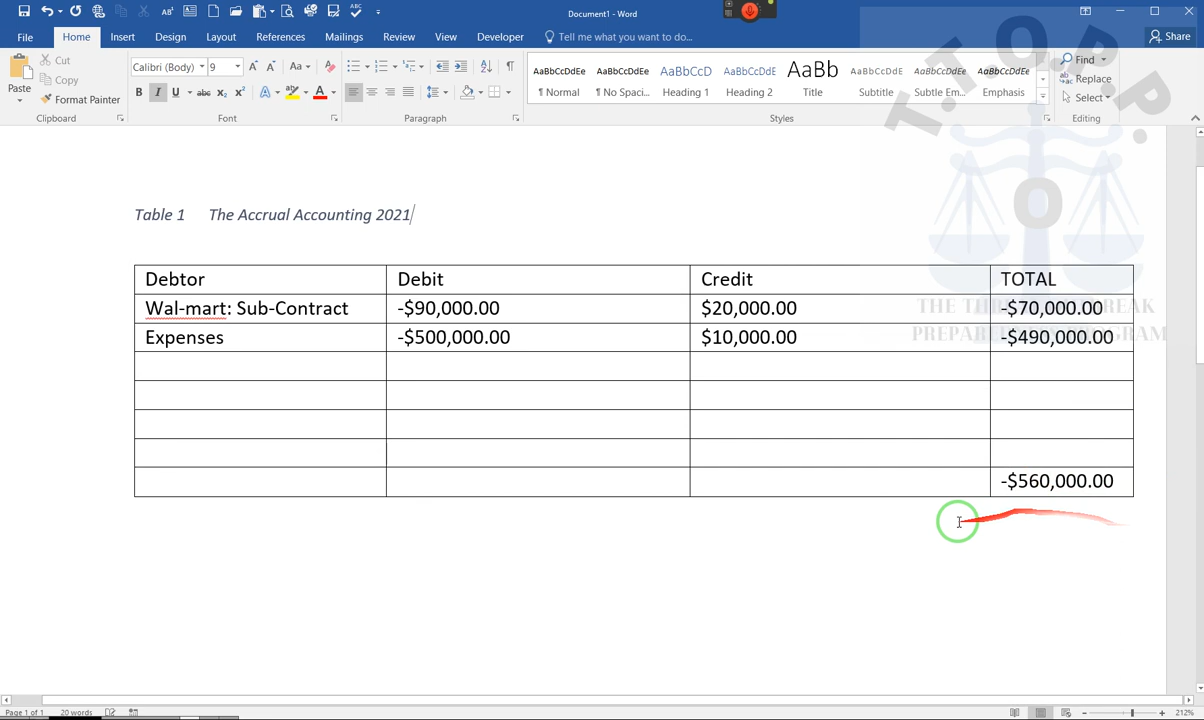 Document1 - Word
File Home Insert Design Layout References Mailings Review View Developer Tell me what you want to do... Share
Paste Cut Copy Format Painter
Clipboard
Calibri (Body) 9
Font
Paragraph
AaBbCcDdEe AaBbCcDdEe AaBbCcD AaBbCcDdE AaBb AaBbCcDdEe AaBbCcDdEe AaBbCcDdEe
¶ Normal ¶ No Spaci... Heading 1 Heading 2 Title Subtitle Subtle Em... Emphasis
Styles
Find Replace Select
Editing
T.T.O.P.P.
O
Table 1 The Accrual Accounting 2021
Debtor Debit Credit TOTAL
Wal-mart: Sub-Contract -$90,000.00 $20,000.00 -$70,000.00
Expenses -$500,000.00 $10,000.00 -$490,000.00
-$560,000.00
PREPAREDNESS PROGRAM
Page 1 of 1 20 words 212%